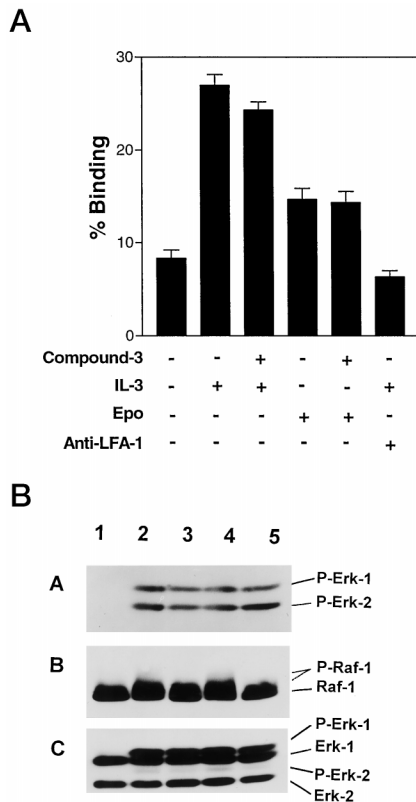 A
30
20
10
0
% Binding
Compound-3 - - + - + -
IL-3 - + + - - +
Epo - - - + + -
Anti-LFA-1 - - - - - +
B
1 2 3 4 5
A P-Erk-1
P-Erk-2
B P-Raf-1
Raf-1
C P-Erk-1
Erk-1
P-Erk-2
Erk-2